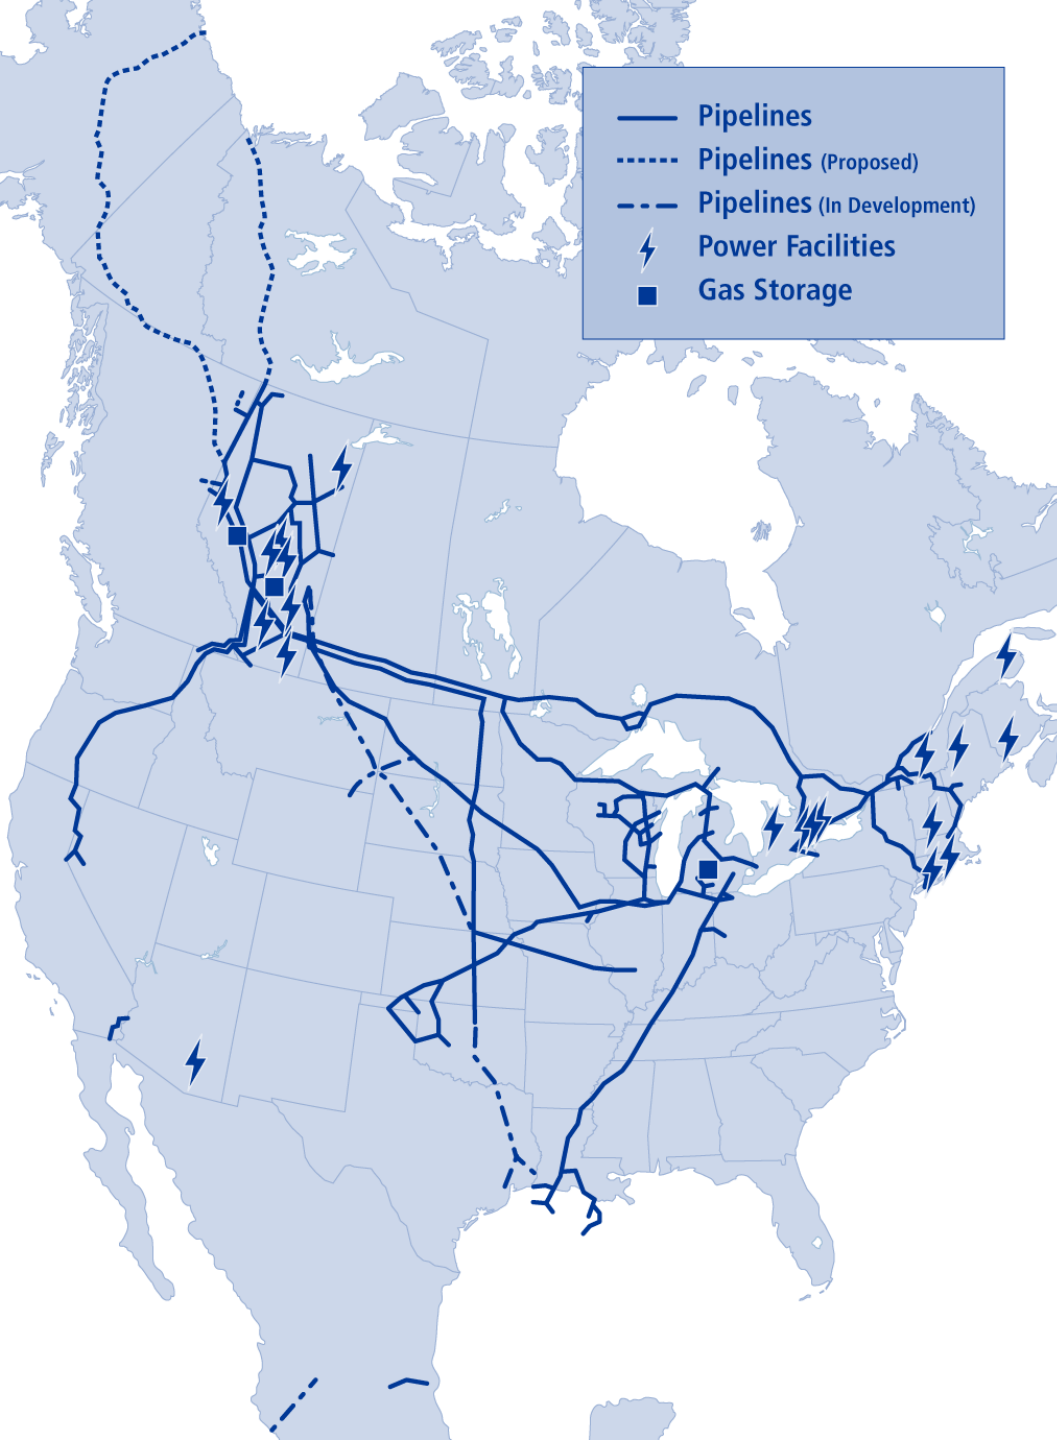 Pipelines
Pipelines (Proposed)
Pipelines (In Development)
Power Facilities
Gas Storage